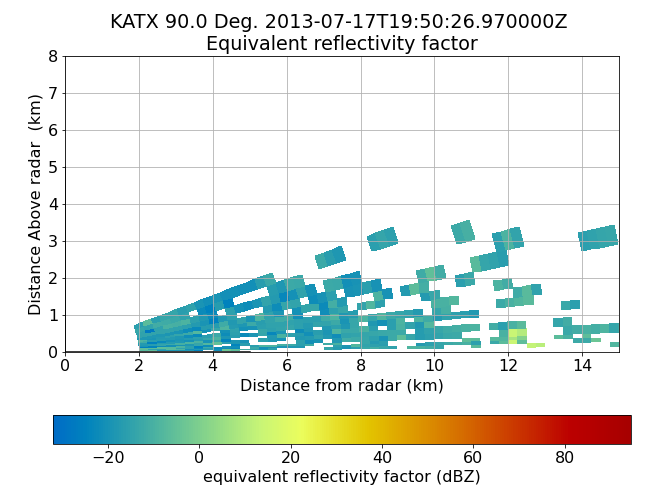 KATX 90.0 Deg. 2013-07-17T19:50:26.970000Z
Equivalent reflectivity factor
8
7
6
5
4
3
2
1
0
Distance Above radar (km)
0 2 4 6 8 10 12 14
Distance from radar (km)
−20 0 20 40 60 80
equivalent reflectivity factor (dBZ)